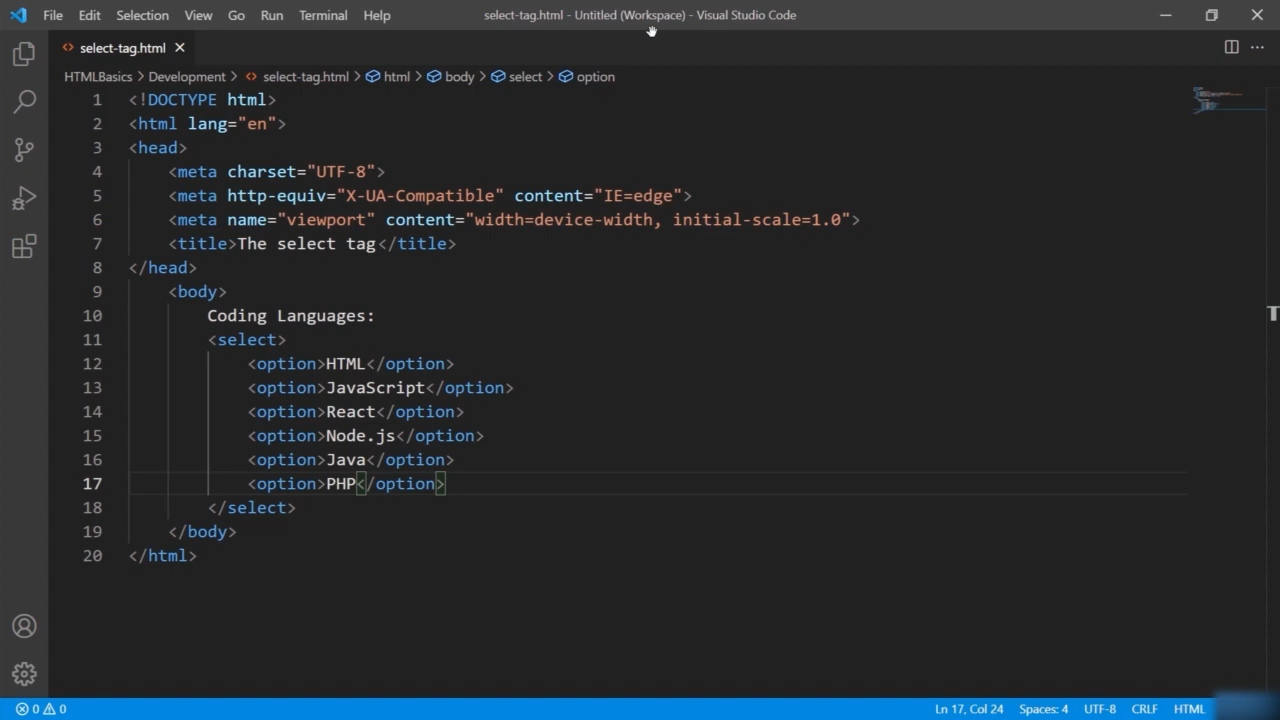 File Edit Selection View Go Run Terminal Help select-tag.html - Untitled (Workspace) - Visual Studio Code
select-tag.html
HTMLBasics > Development > select-tag.html > html > body > select > option
1 <!DOCTYPE html>
2 <html lang="en">
3 <head>
4 <meta charset="UTF-8">
5 <meta http-equiv="X-UA-Compatible" content="IE=edge">
6 <meta name="viewport" content="width=device-width, initial-scale=1.0">
7 <title>The select tag</title>
8 </head>
9 <body>
10 Coding Languages:
11 <select>
12 <option>HTML</option>
13 <option>JavaScript</option>
14 <option>React</option>
15 <option>Node.js</option>
16 <option>Java</option>
17 <option>PHP</option>
18 </select>
19 </body>
20 </html>
0 0 Ln 17, Col 24 Spaces: 4 UTF-8 CRLF HTML